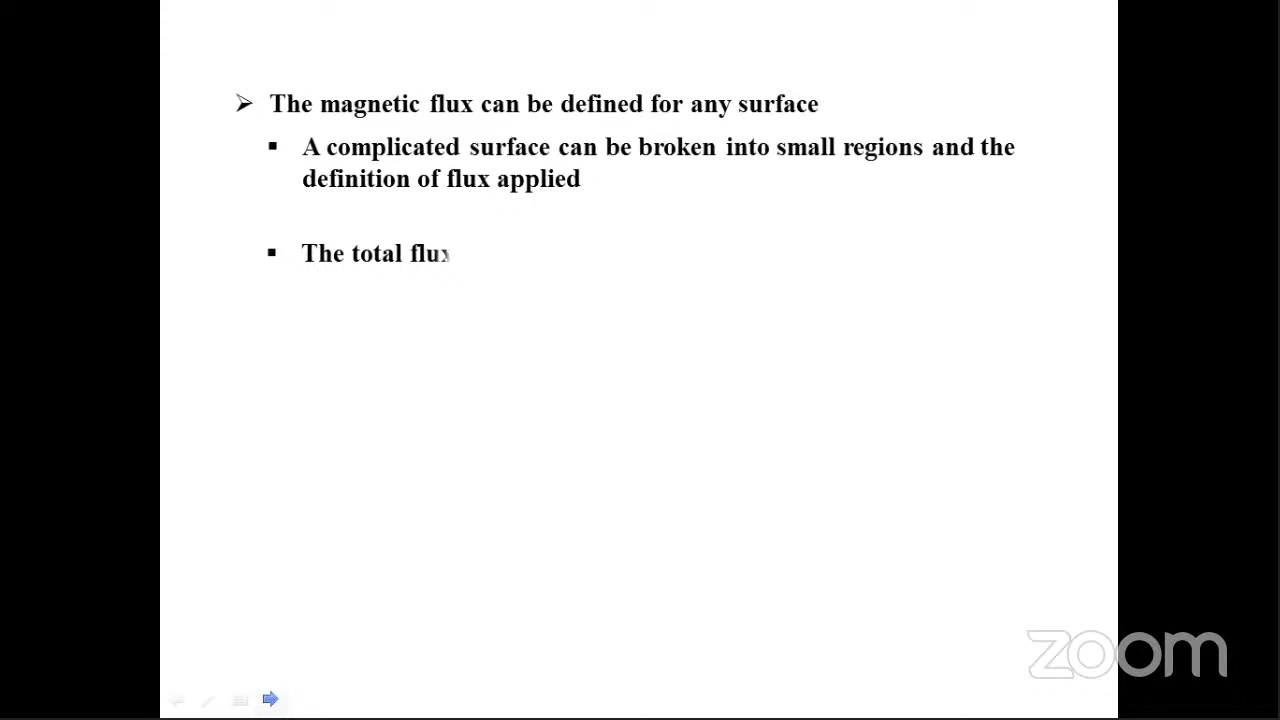 The magnetic flux can be defined for any surface
A complicated surface can be broken into small regions and the
definition of flux applied
The total flux
zoom